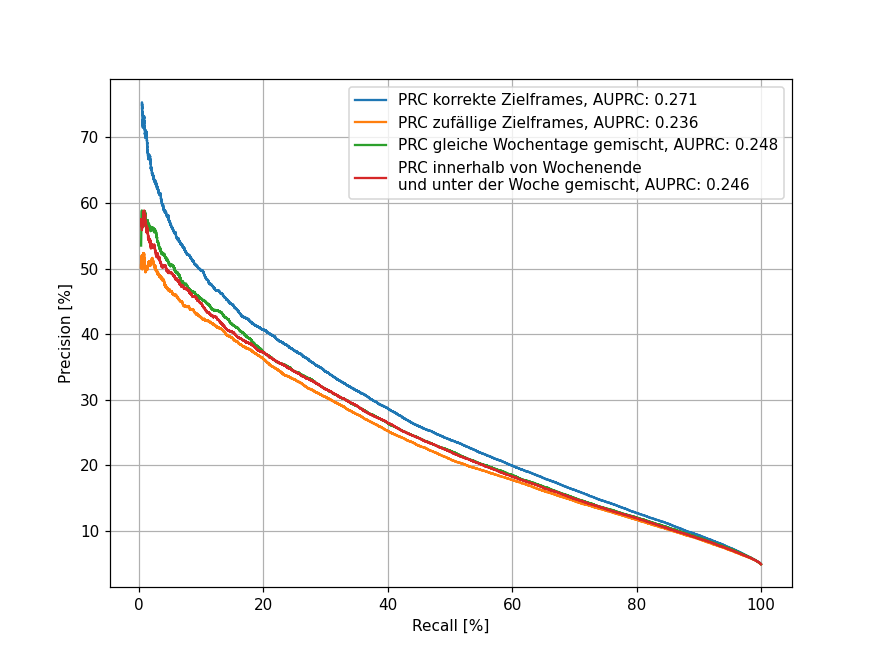 PRC korrekte Zielframes, AUPRC: 0.271
PRC zufällige Zielframes, AUPRC: 0.236
PRC gleiche Wochentage gemischt, AUPRC: 0.248
PRC innerhalb von Wochenende
und unter der Woche gemischt, AUPRC: 0.246
Precision [%]
70
60
50
40
30
20
10
0 20 40 60 80 100
Recall [%]